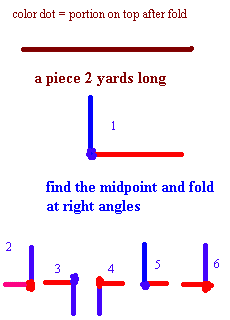 color dot = portion on top after fold
a piece 2 yards long
1
find the midpoint and fold
at right angles
2 3 4 5 6